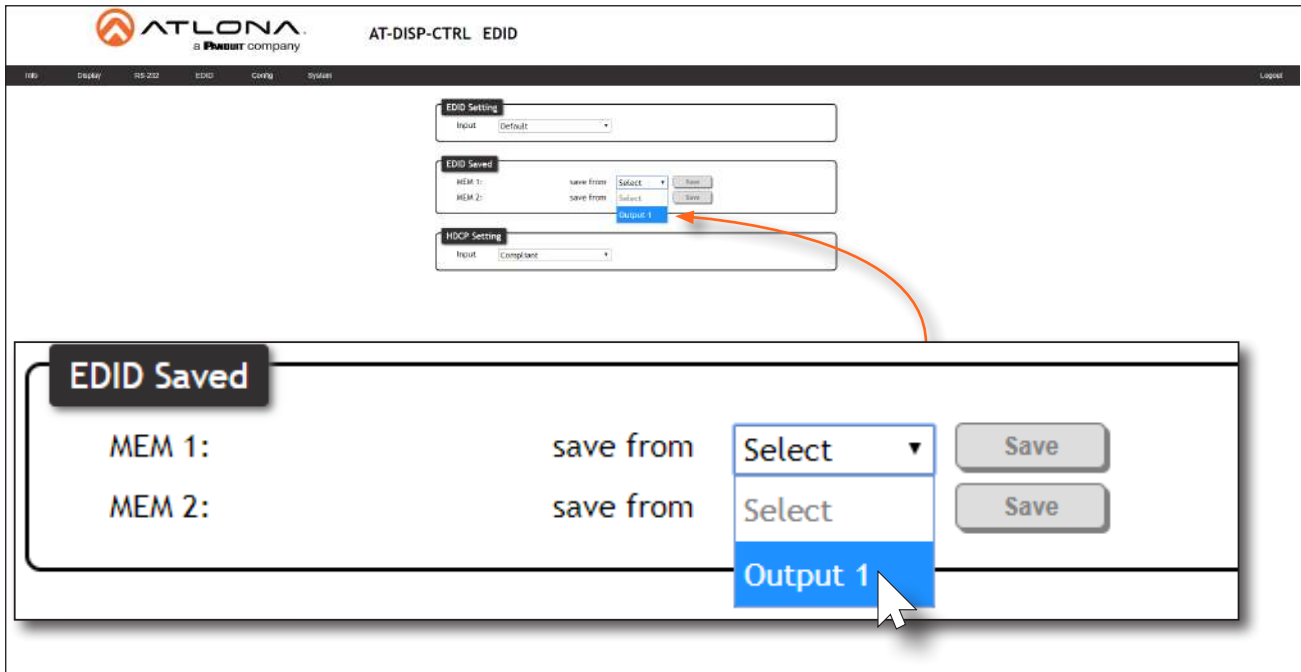 ATLONA.
a PANDUIT company
AT-DISP-CTRL EDID
Info Display RS-232 EDID Config System Logout
EDID Setting
Input Default
EDID Saved
MEM 1: save from Select Save
MEM 2: save from Select Save
Output 1
HDCP Setting
Input Compliant
EDID Saved
MEM 1: save from Select Save
MEM 2: save from Select Save
Output 1